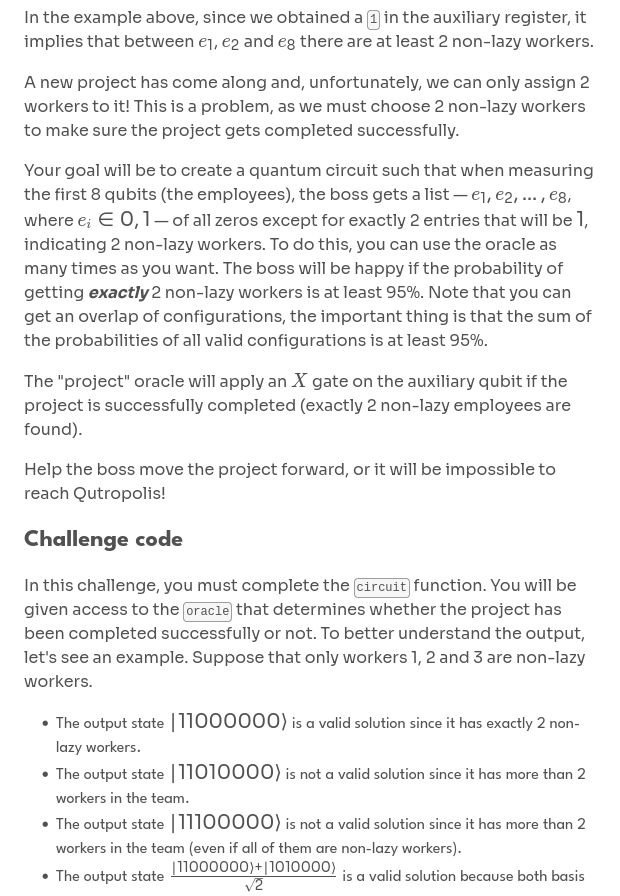 In the example above, since we obtained a 1 in the auxiliary register, it
implies that between e₁, e₂ and e₈ there are at least 2 non-lazy workers.
A new project has come along and, unfortunately, we can only assign 2
workers to it! This is a problem, as we must choose 2 non-lazy workers
to make sure the project gets completed successfully.
Your goal will be to create a quantum circuit such that when measuring
the first 8 qubits (the employees), the boss gets a list — e₁, e₂, … , e₈,
where eᵢ ∈ 0, 1 — of all zeros except for exactly 2 entries that will be 1,
indicating 2 non-lazy workers. To do this, you can use the oracle as
many times as you want. The boss will be happy if the probability of
getting exactly 2 non-lazy workers is at least 95%. Note that you can
get an overlap of configurations, the important thing is that the sum of
the probabilities of all valid configurations is at least 95%.
The "project" oracle will apply an X gate on the auxiliary qubit if the
project is successfully completed (exactly 2 non-lazy employees are
found).
Help the boss move the project forward, or it will be impossible to
reach Qutropolis!
Challenge code
In this challenge, you must complete the circuit function. You will be
given access to the oracle that determines whether the project has
been completed successfully or not. To better understand the output,
let's see an example. Suppose that only workers 1, 2 and 3 are non-lazy
workers.
• The output state |11000000⟩ is a valid solution since it has exactly 2 non-
lazy workers.
• The output state |11010000⟩ is not a valid solution since it has more than 2
workers in the team.
• The output state |11100000⟩ is not a valid solution since it has more than 2
workers in the team (even if all of them are non-lazy workers).
• The output state |11000000⟩+|1010000⟩/√2 is a valid solution because both basis